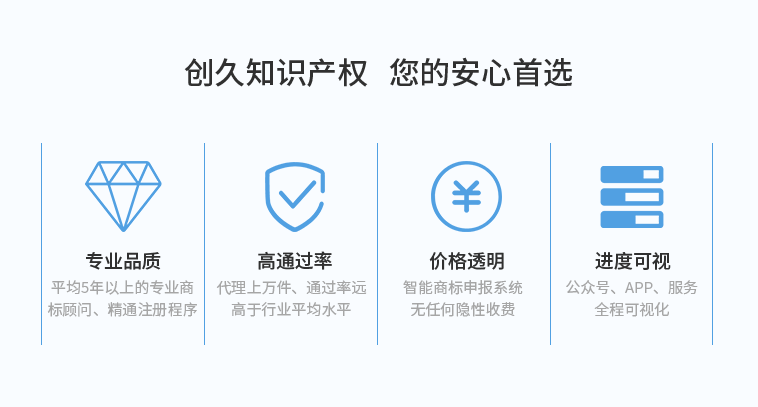 创久知识产权 您的安心首选
专业品质
平均5年以上的专业商
标顾问、精通注册程序
高通过率
代理上万件、通过率远
高于行业平均水平
价格透明
智能商标申报系统
无任何隐性收费
进度可视
公众号、APP、服务
全程可视化